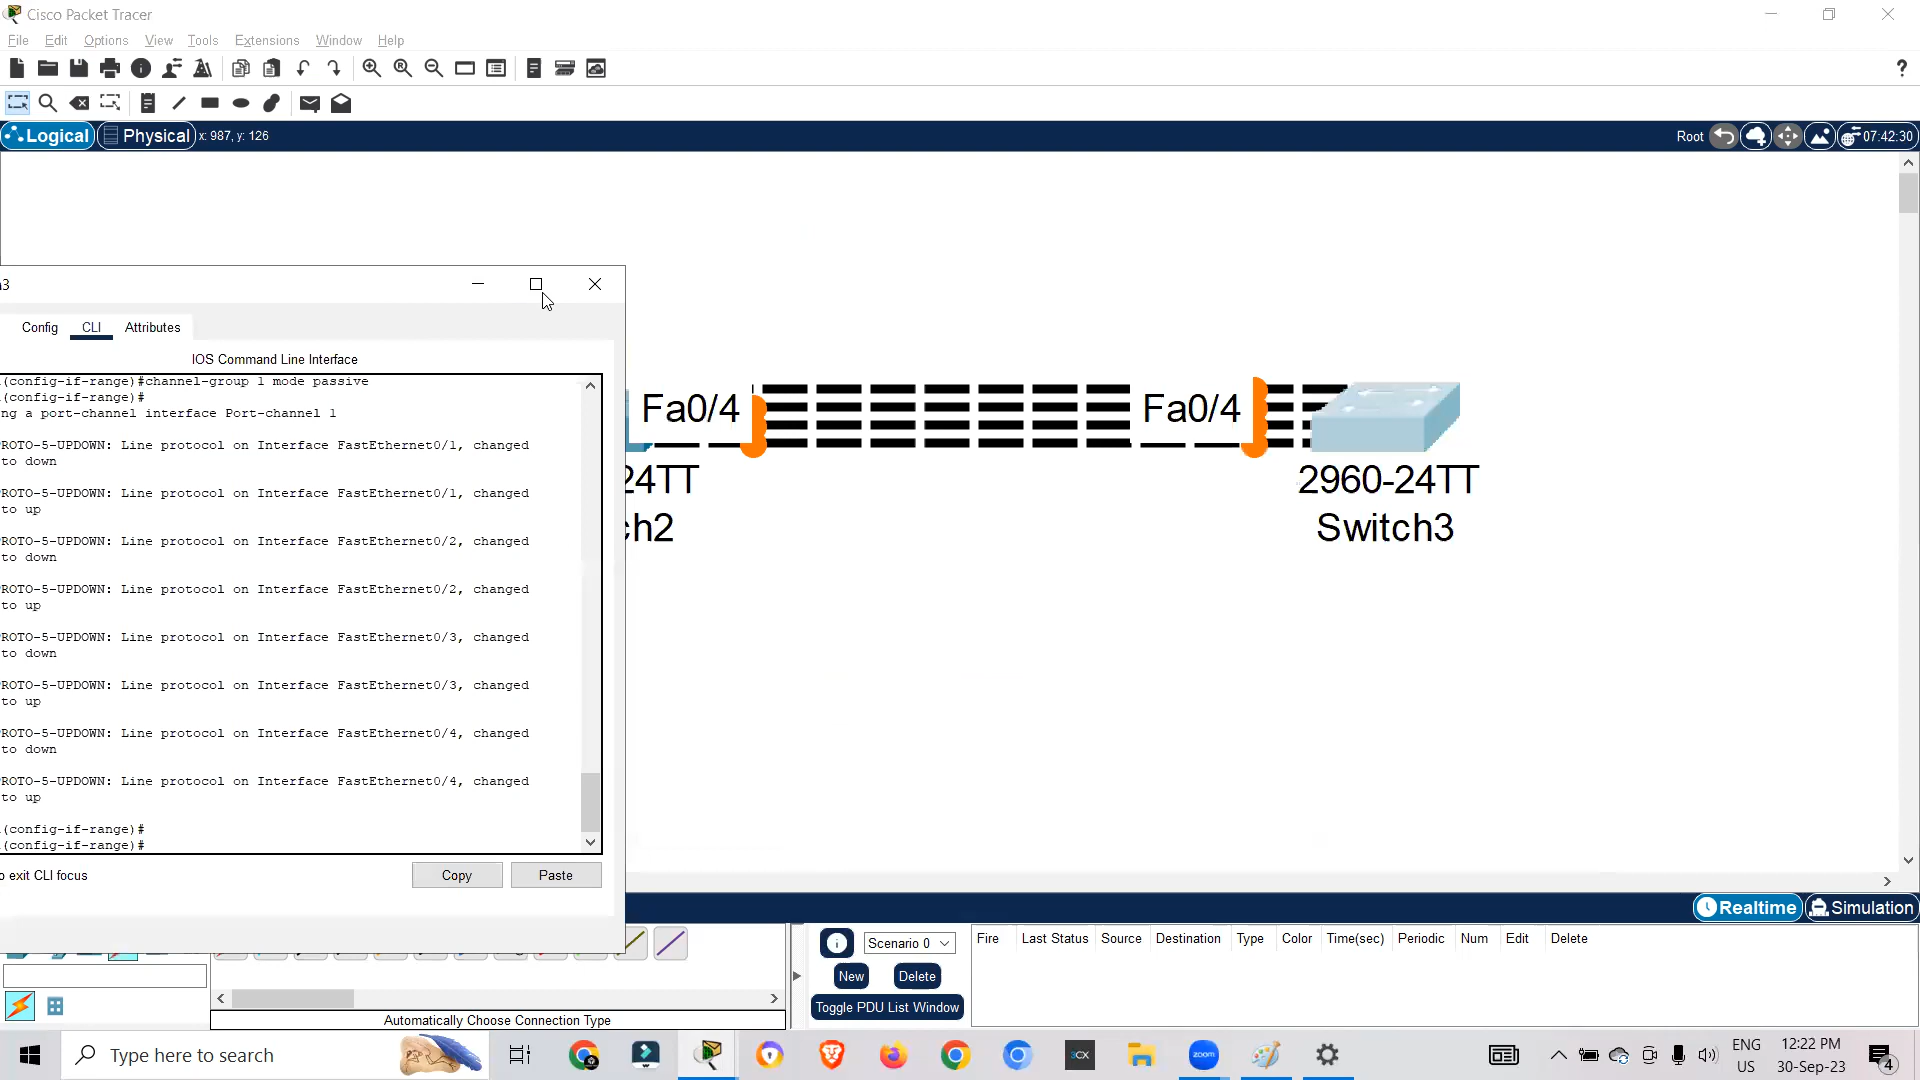 Cisco Packet Tracer
File Edit Options View Tools Extensions Window Help
?
Logical Physical x: 987, y: 126
Root 07:42:30
3
Config CLI Attributes
IOS Command Line Interface
(config-if-range)#channel-group 1 mode passive
(config-if-range)#
ng a port-channel interface Port-channel 1
ROTO-5-UPDOWN: Line protocol on Interface FastEthernet0/1, changed
to down
ROTO-5-UPDOWN: Line protocol on Interface FastEthernet0/1, changed
to up
ROTO-5-UPDOWN: Line protocol on Interface FastEthernet0/2, changed
to down
ROTO-5-UPDOWN: Line protocol on Interface FastEthernet0/2, changed
to up
ROTO-5-UPDOWN: Line protocol on Interface FastEthernet0/3, changed
to down
ROTO-5-UPDOWN: Line protocol on Interface FastEthernet0/3, changed
to up
ROTO-5-UPDOWN: Line protocol on Interface FastEthernet0/4, changed
to down
ROTO-5-UPDOWN: Line protocol on Interface FastEthernet0/4, changed
to up
(config-if-range)#
(config-if-range)#
o exit CLI focus
Copy Paste
Fa0/4 Fa0/4
24TT
ch2
2960-24TT
Switch3
Realtime Simulation
Scenario 0
New Delete
Toggle PDU List Window
Fire Last Status Source Destination Type Color Time(sec) Periodic Num Edit Delete
Automatically Choose Connection Type
Type here to search
3CX
zoom
ENG
US
12:22 PM
30-Sep-23
4